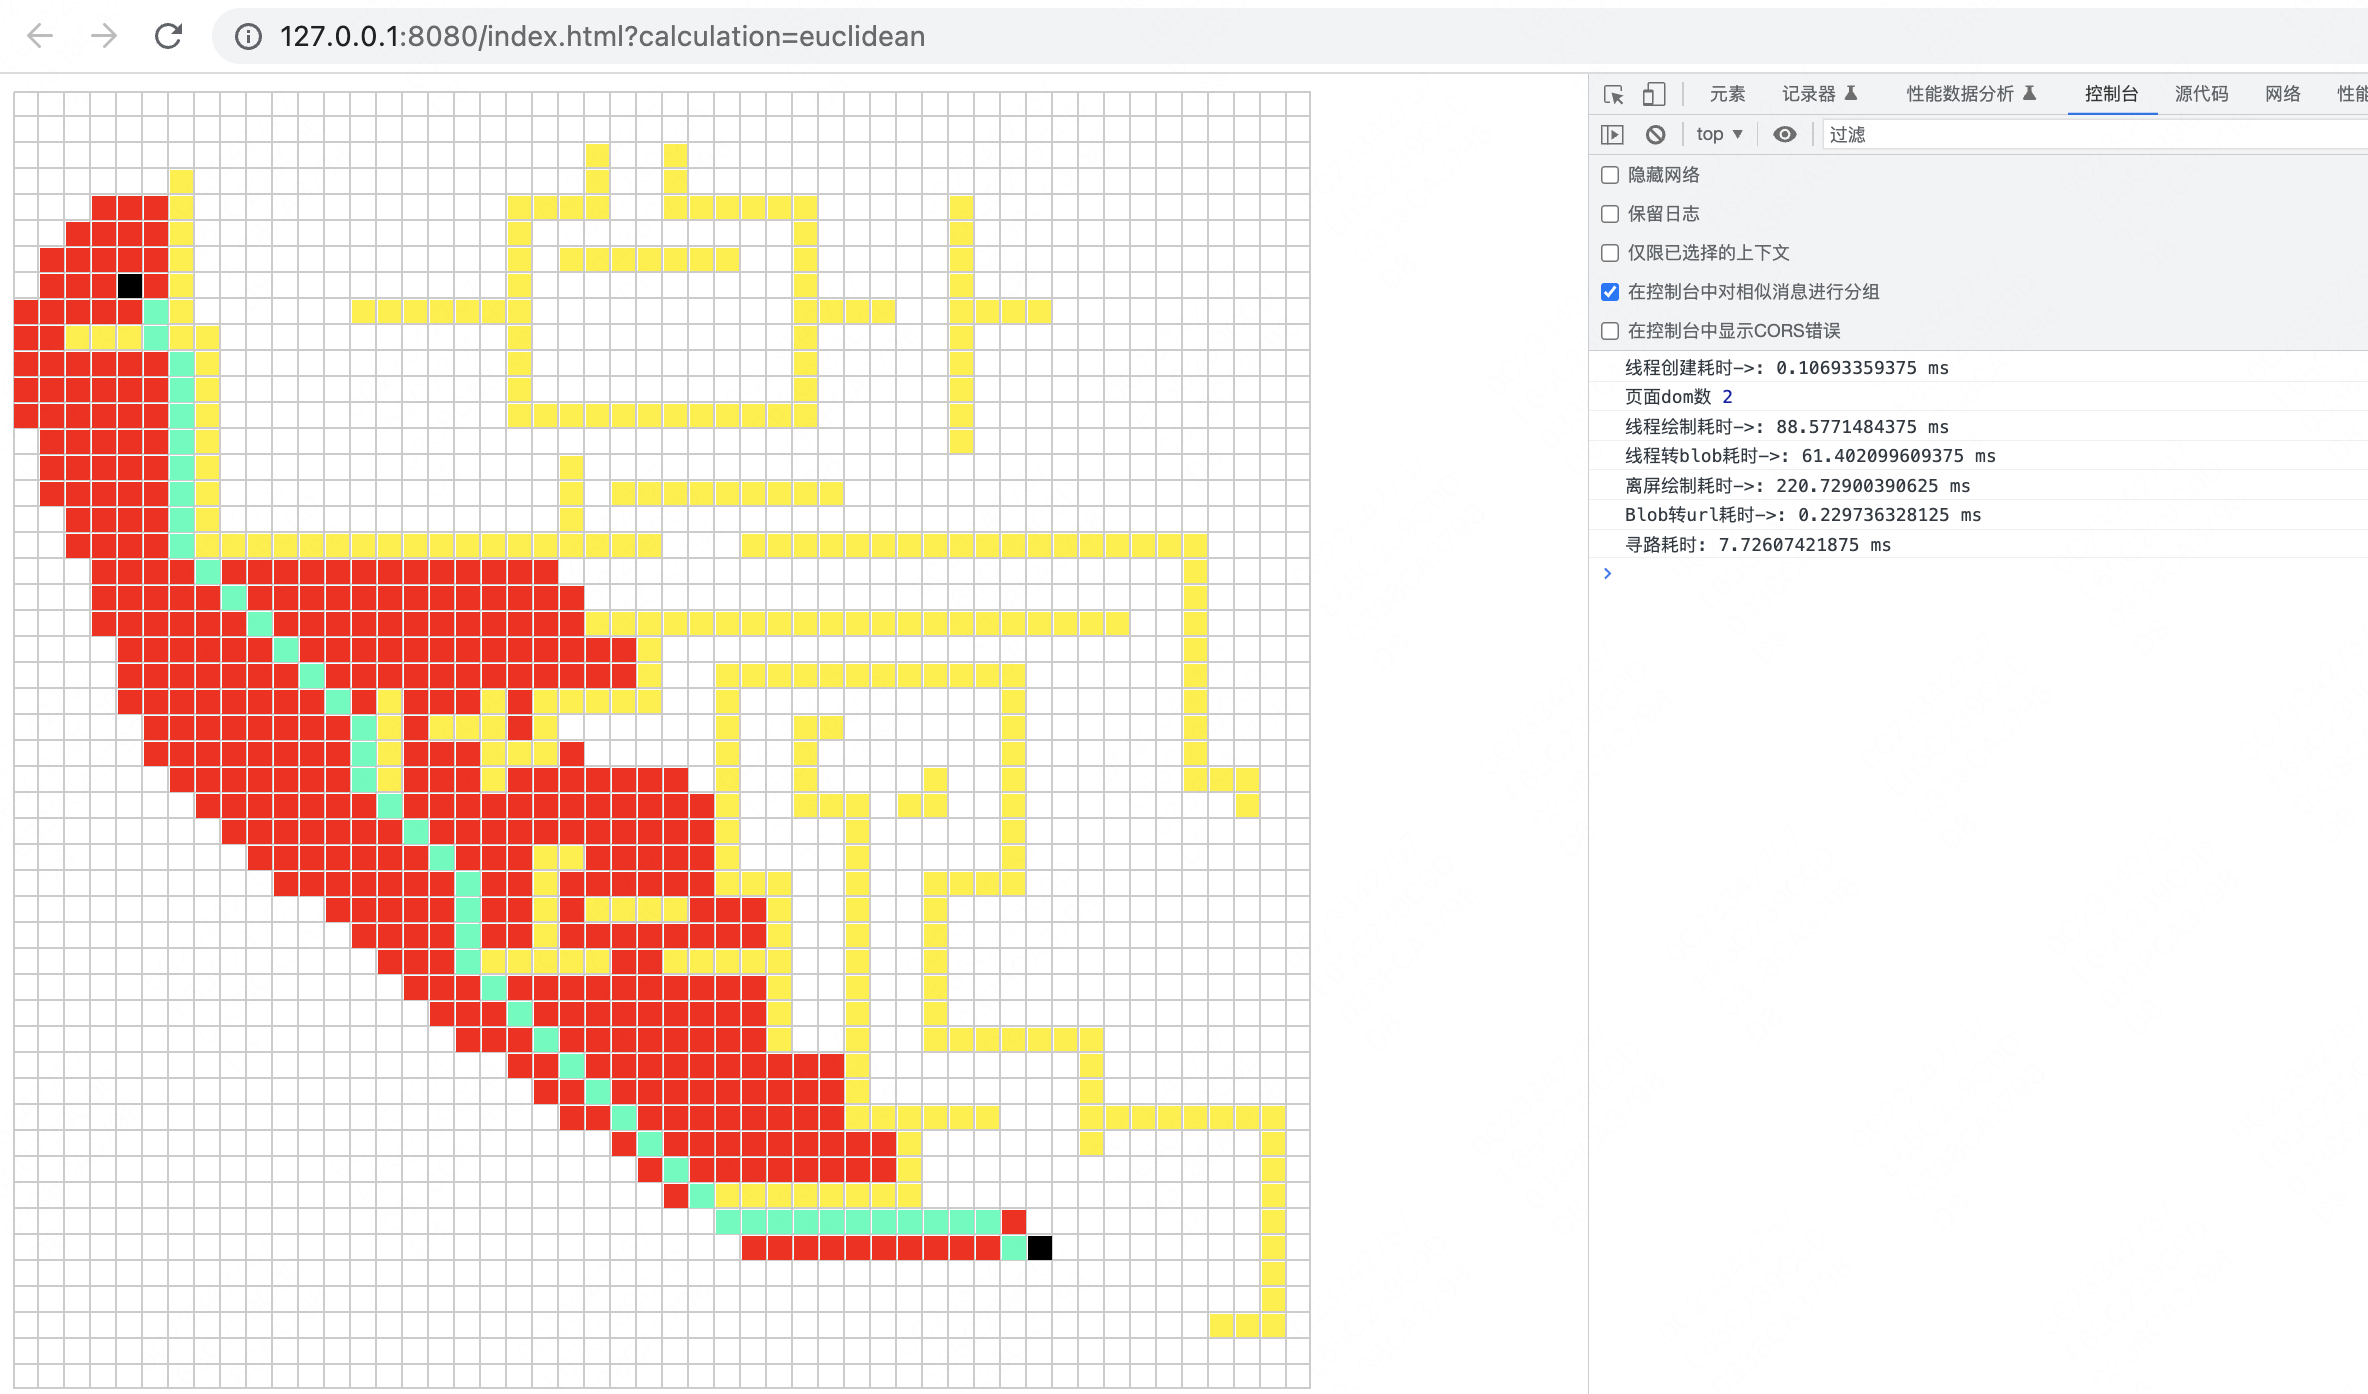 127.0.0.1:8080/index.html?calculation=euclidean
元素 记录器 性能数据分析 控制台 源代码 网络
top ▼ 过滤
隐藏网络
保留日志
仅限已选择的上下文
在控制台中对相似消息进行分组
在控制台中显示CORS错误
线程创建耗时->: 0.10693359375 ms
页面dom数 2
线程绘制耗时->: 88.5771484375 ms
线程转blob耗时->: 61.402099609375 ms
离屏绘制耗时->: 220.72900390625 ms
Blob转url耗时->: 0.229736328125 ms
寻路耗时: 7.72607421875 ms